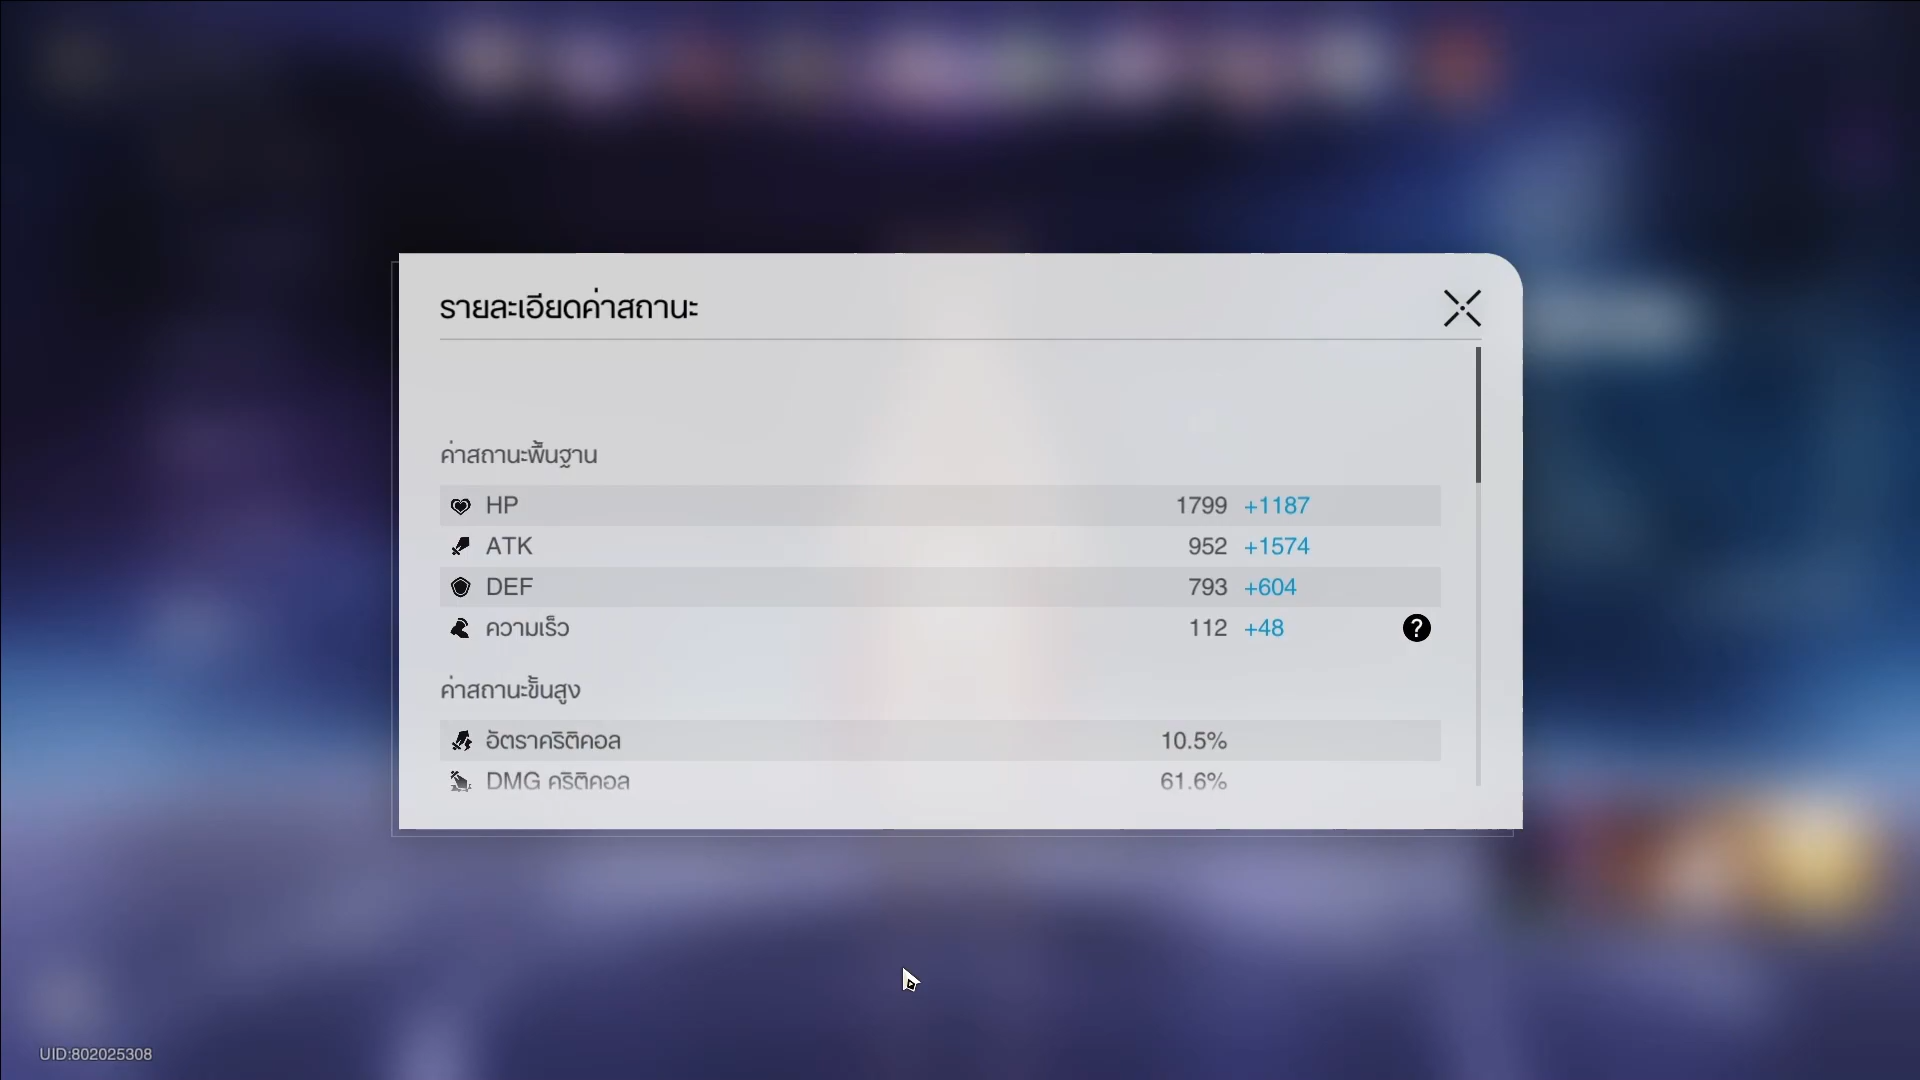 รายละเอียดค่าสถานะ
ค่าสถานะพื้นฐาน
HP 1799 +1187
ATK 952 +1574
DEF 793 +604
ความเร็ว 112 +48 ?
ค่าสถานะขั้นสูง
อัตราคริติคอล 10.5%
DMG คริติคอล 61.6%
UID:802025308